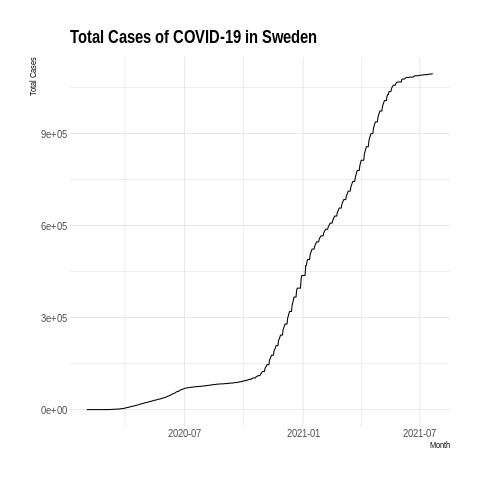 Total Cases of COVID-19 in Sweden
Total Cases
9e+05
6e+05
3e+05
0e+00
2020-07 2021-01 2021-07
Month